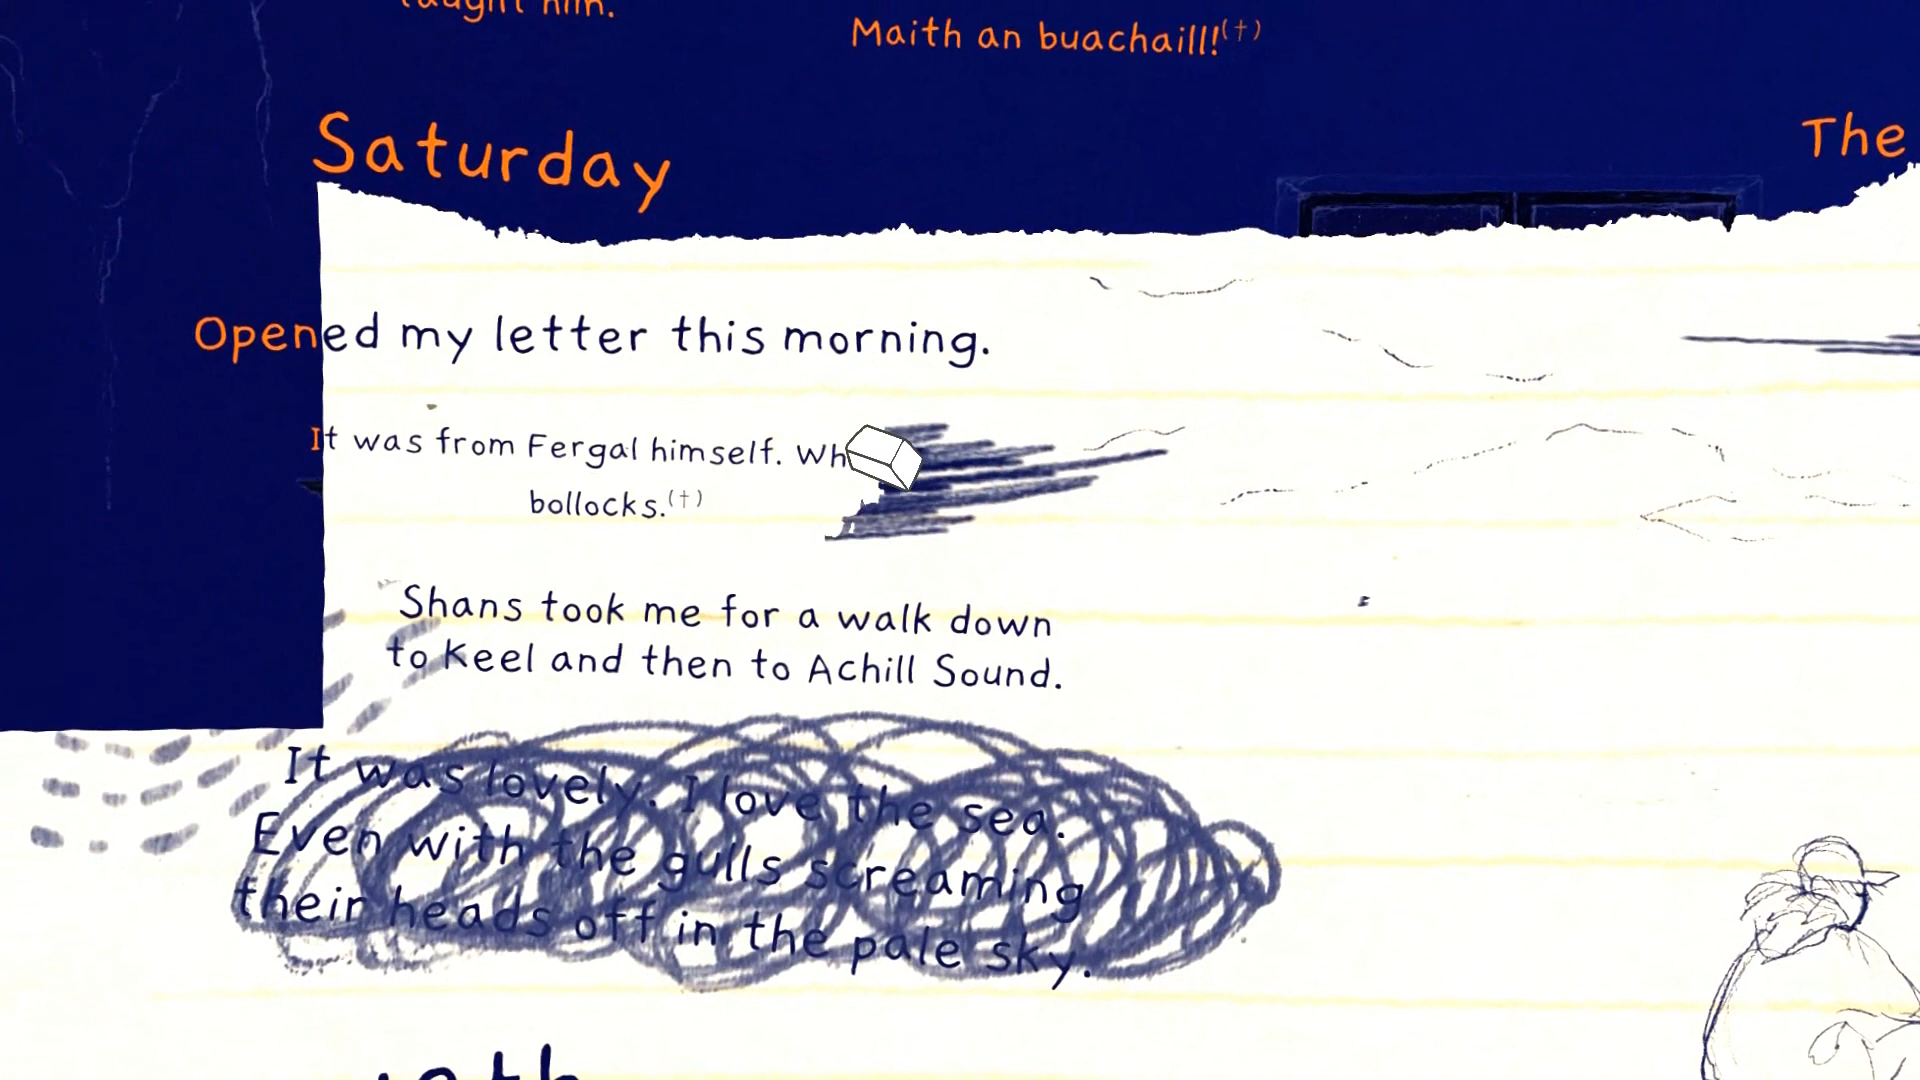 taught him.
Maith an buachaill!(†)
Saturday
The
Opened my letter this morning.
It was from Fergal himself. Wh
bollocks.(†)
Shans took me for a walk down
to Keel and then to Achill Sound.
It was lovely. I love the sea.
Even with the gulls screaming
their heads off in the pale sky.